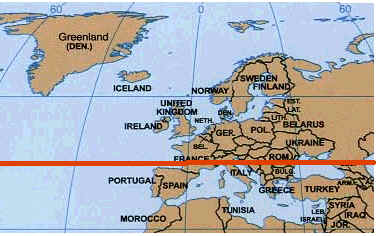 60
60
Greenland
(DEN.)
ICELAND
NORWAY
SWEDEN
FINLAND
UNITED
KINGDOM
DEN.
EST.
LAT.
LITH.
IRELAND
NETH.
GER.
POL.
BELARUS
BEL.
UKRAINE
FRANCE
ROM.
ITALY
BULG.
PORTUGAL
SPAIN
GREECE
TURKEY
ARM.
MOROCCO
TUNISIA
LEB.
SYRIA
ISRAEL
IRAQ
JOR.